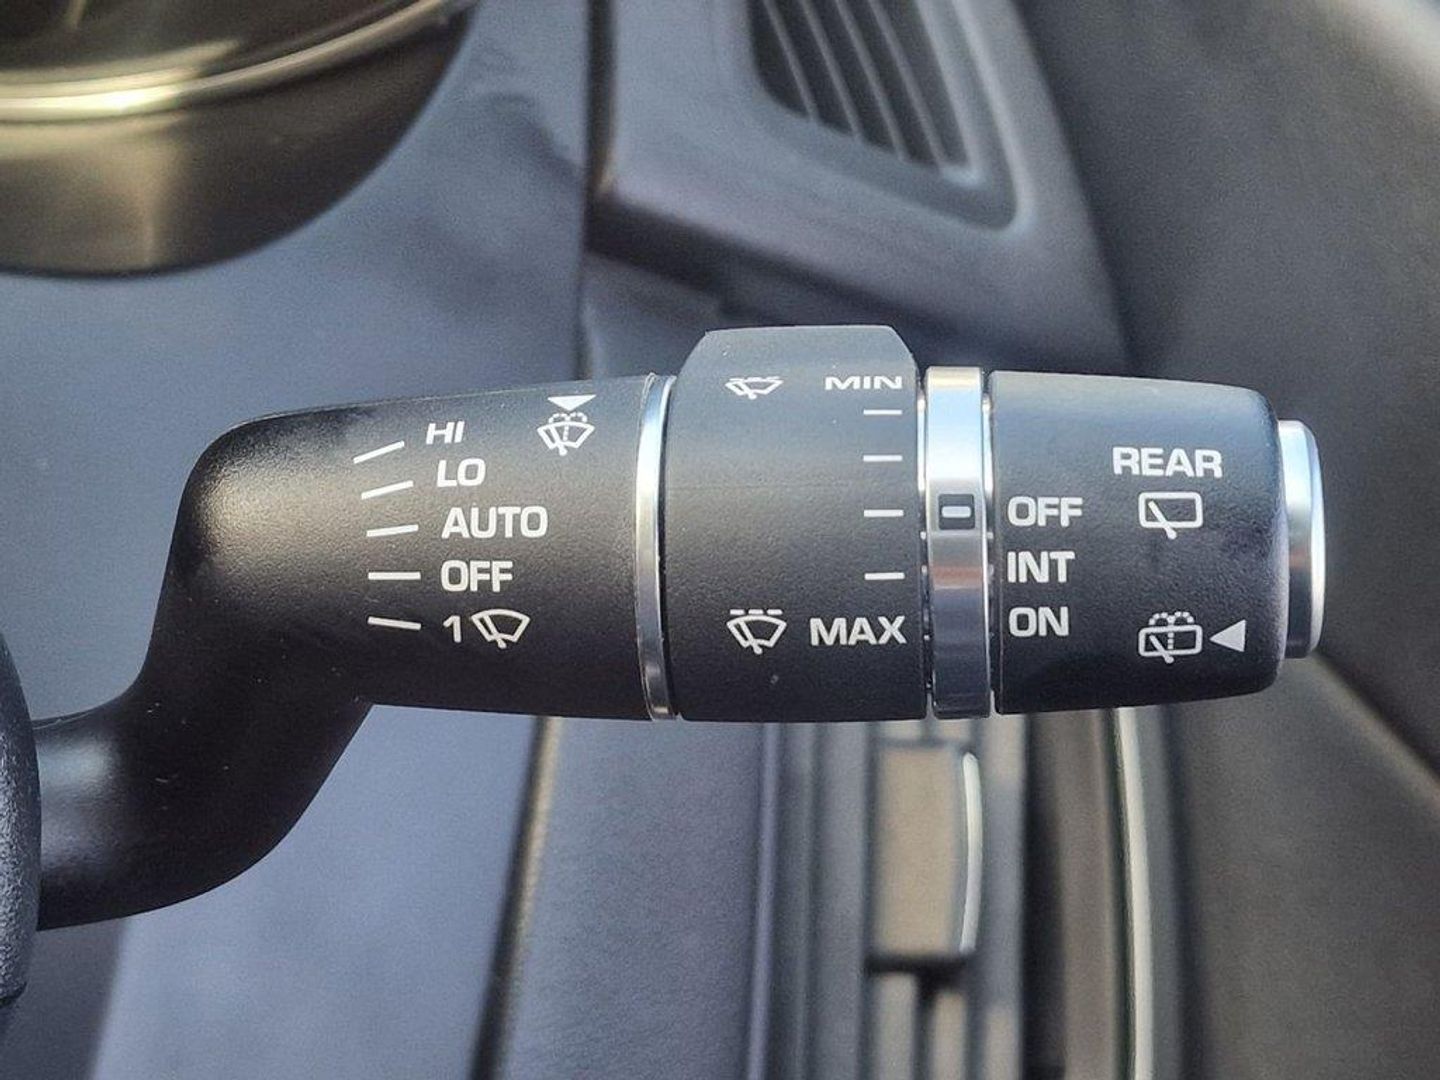 HI
LO
AUTO
OFF
1
MIN
MAX
OFF
INT
ON
REAR